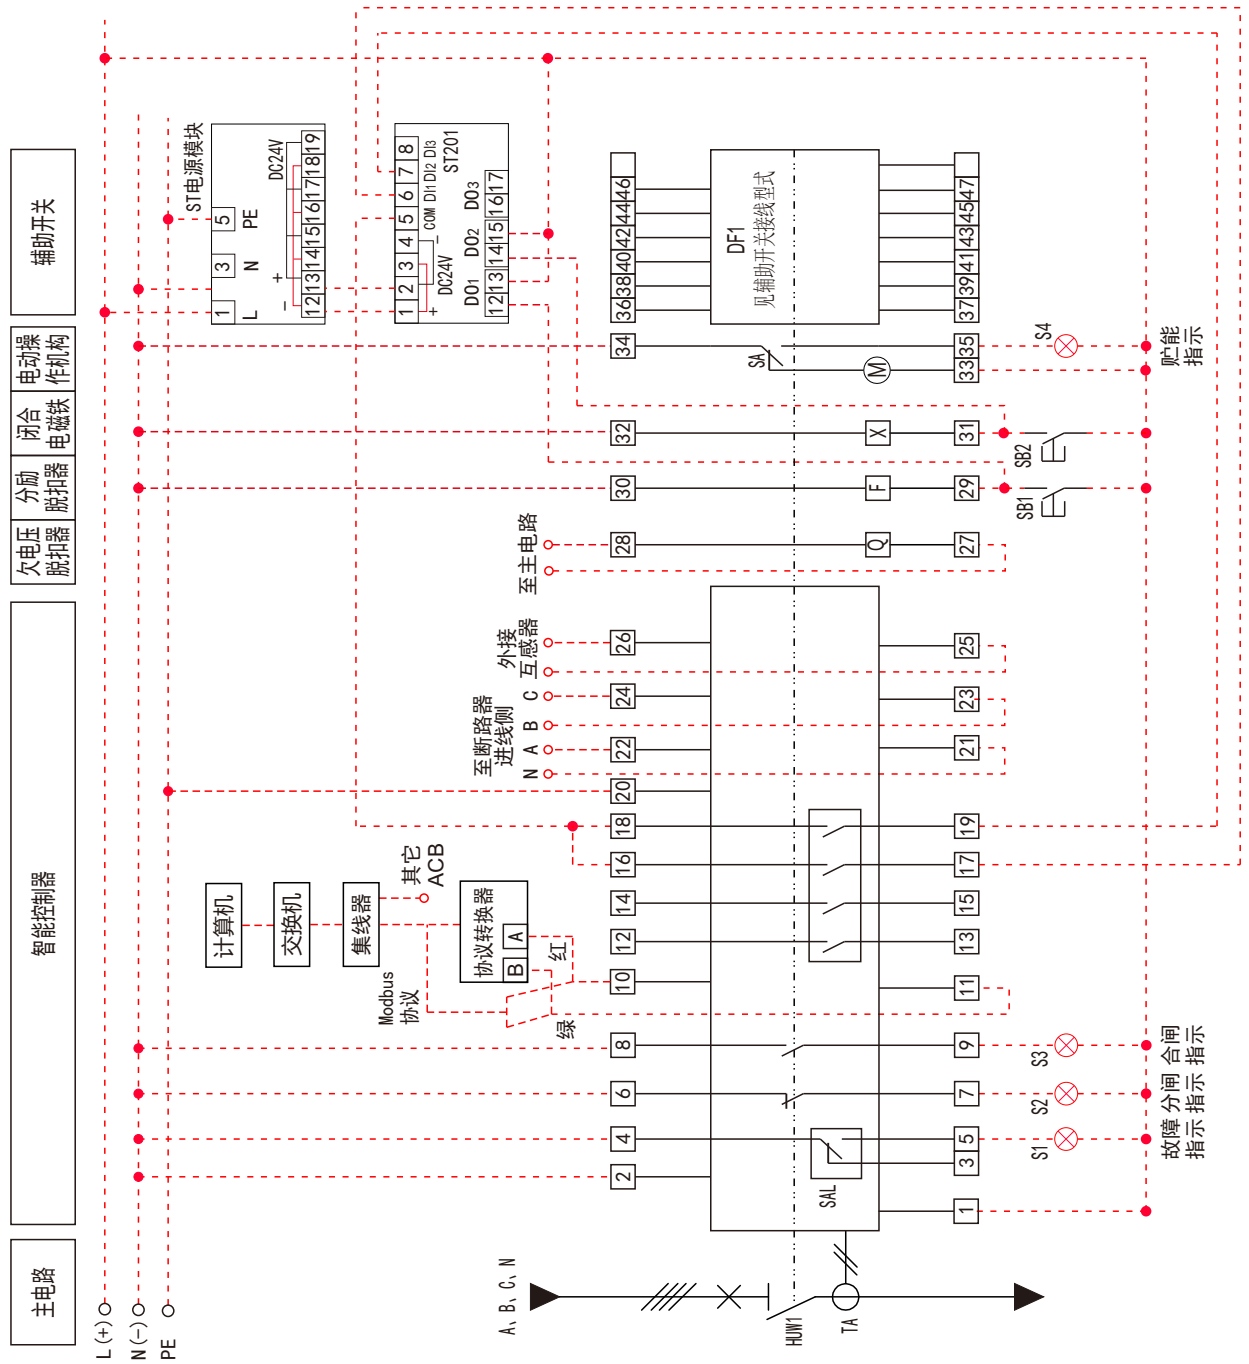 主电路
智能控制器
欠电压
脱扣器
分励
脱扣器
闭合
电磁铁
电动操
作机构
辅助开关
L(+)
N(-)
PE
ST电源模块
1
3
5
L
N
PE
DC24V
-
+
12 13 14 15 16 17 18 19
1 2 3 4 5 6 7 8
+
-
DC24V
COM DI1 DI2 DI3
ST201
DO1
DO2
DO3
12 13 14 15 16 17
计算机
交换机
集线器
其它
ACB
协议转换器
B
A
Modbus
协议
红
绿
至断路器
进线侧
N A B C
外接
互感器
至主电路
2 4 6 8 10 12 14 16 18 20 22 24 26 28 30 32 34 36 38 40 42 44 46
DF1
见辅助开关接线型式
SA
M
X
F
Q
SAL
1 3 5 7 9 11 13 15 17 19 21 23 25 27 29 31 33 35 37 39 41 43 45 47
S1
S2
S3
SB1
SB2
S4
故障
指示
分闸
指示
合闸
指示
贮能
指示
A、B、C、N
HUW1
TA